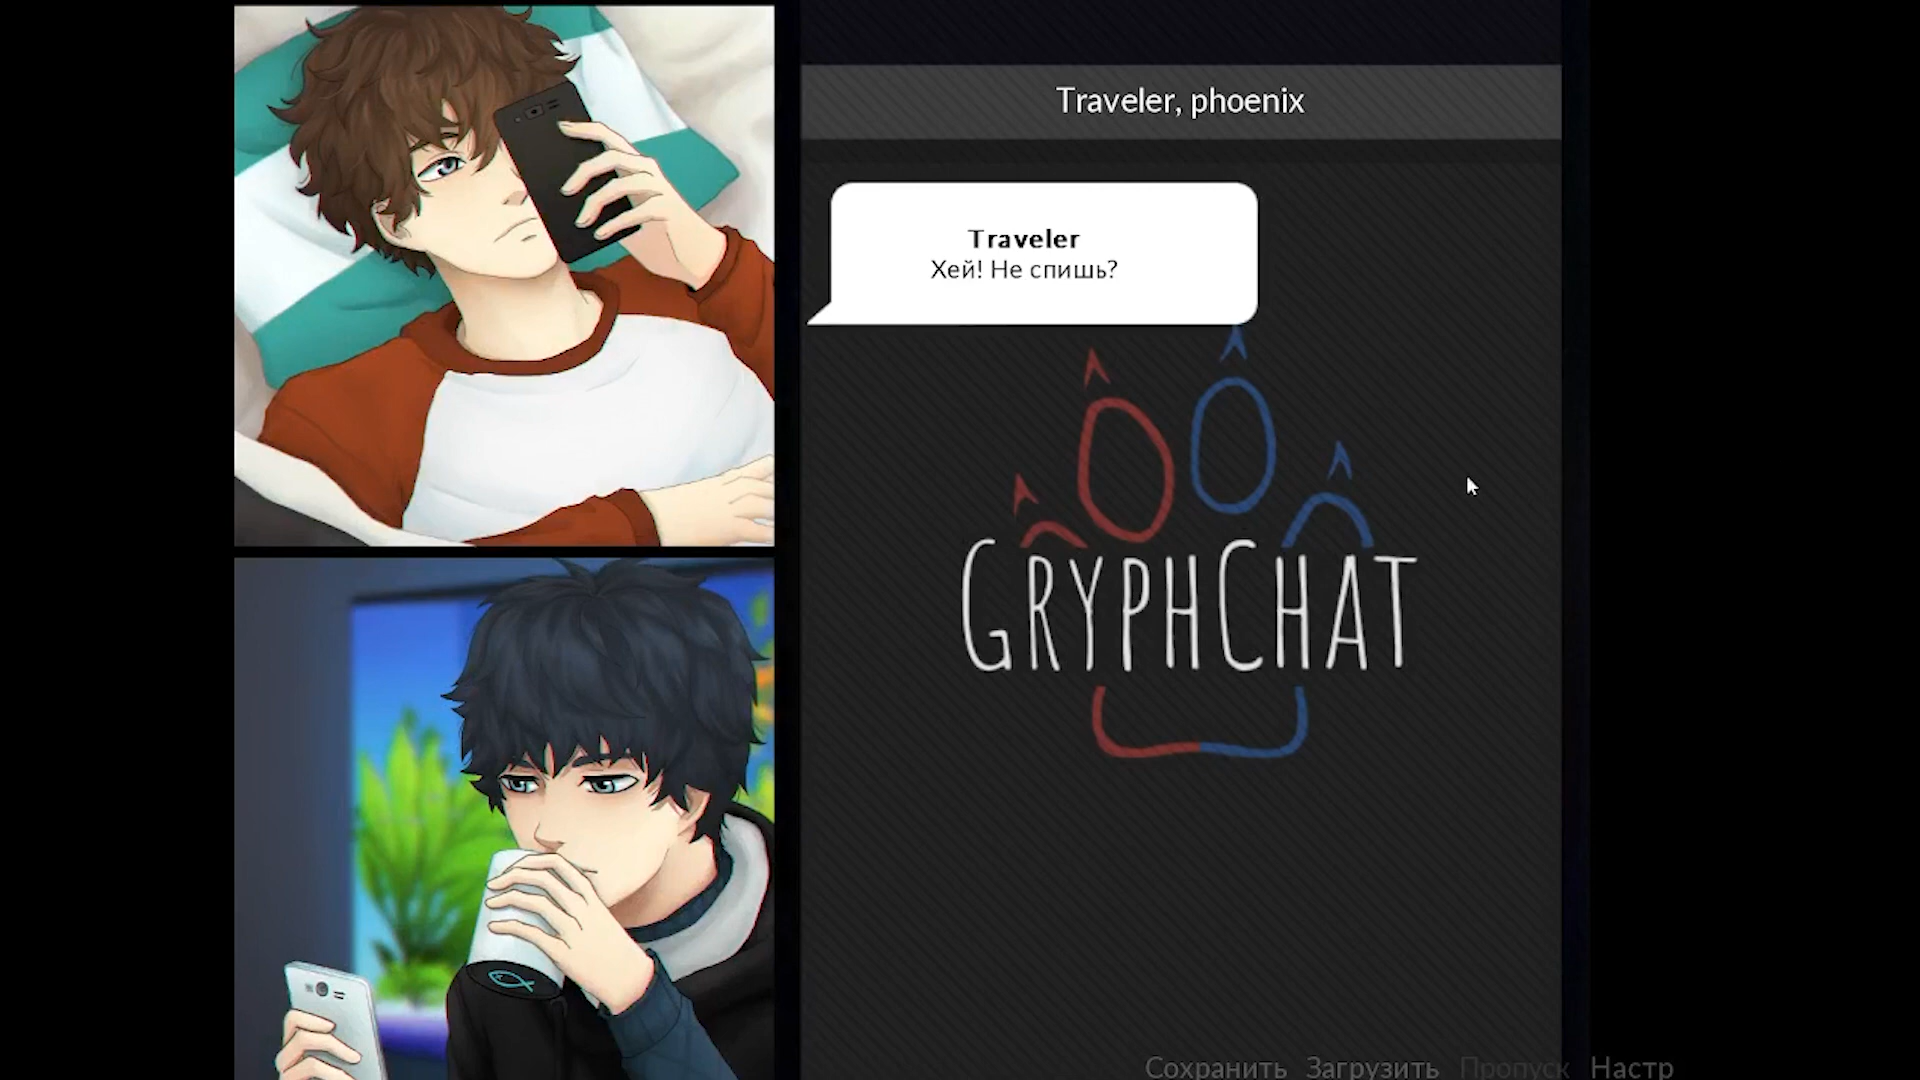 Traveler, phoenix
Traveler
Хей! Не спишь?
GRYPHCHAT
Сохранить Загрузить Пропуск Настр